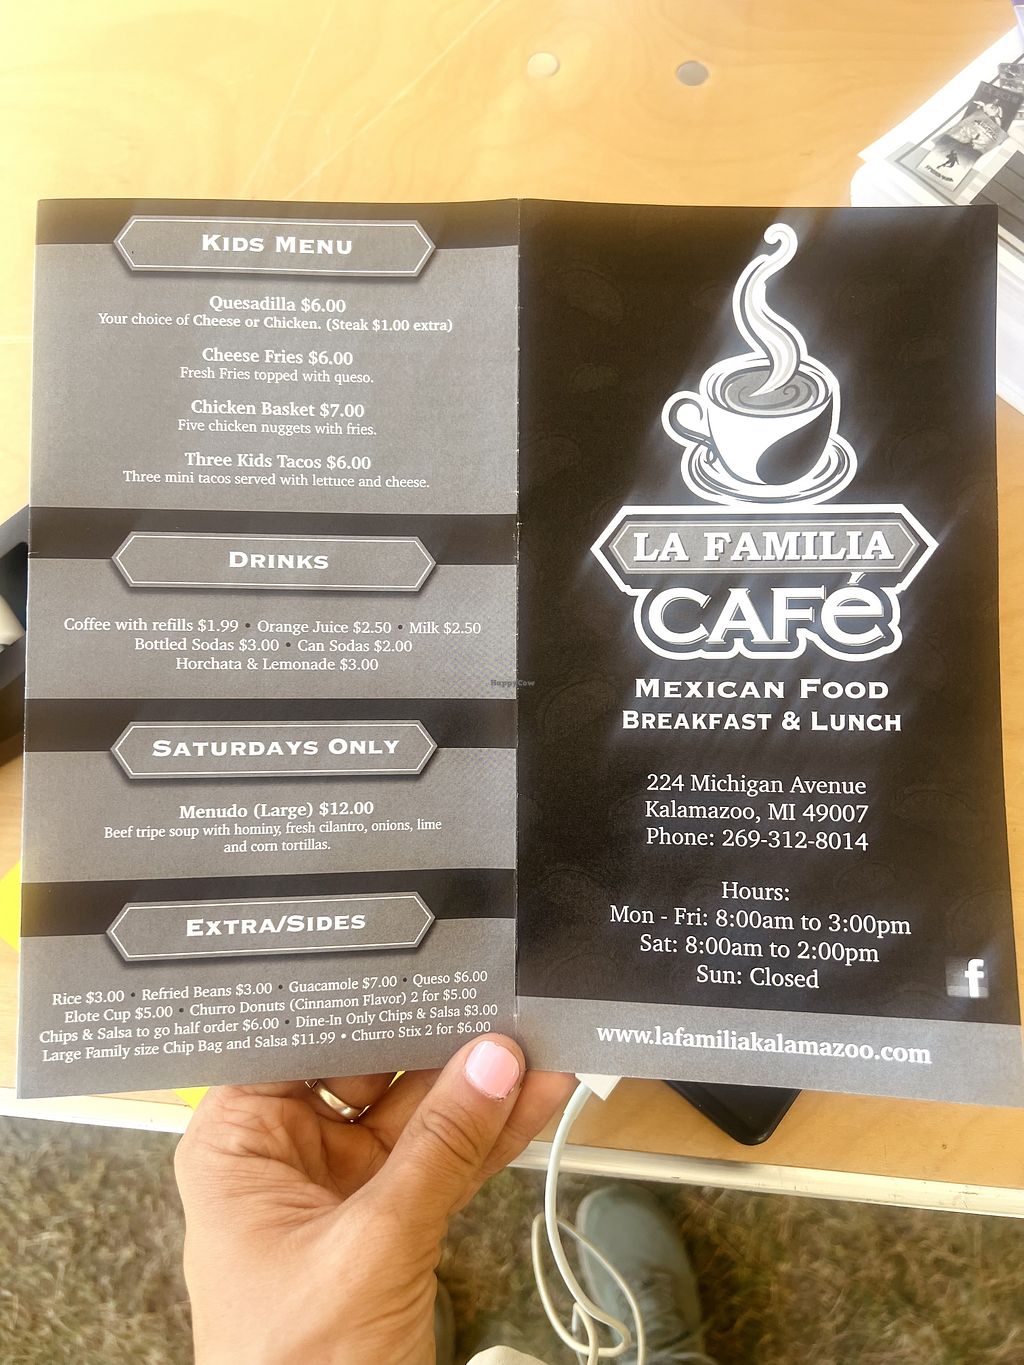 KIDS MENU
Quesadilla $6.00
Your choice of Cheese or Chicken. (Steak $1.00 extra)
Cheese Fries $6.00
Fresh Fries topped with queso.
Chicken Basket $7.00
Five chicken nuggets with fries.
Three Kids Tacos $6.00
Three mini tacos served with lettuce and cheese.
DRINKS
Coffee with refills $1.99 • Orange Juice $2.50 • Milk $2.50
Bottled Sodas $3.00 • Can Sodas $2.00
Horchata & Lemonade $3.00
SATURDAYS ONLY
Menudo (Large) $12.00
Beef tripe soup with hominy, fresh cilantro, onions, lime
and corn tortillas.
EXTRA/SIDES
Rice $3.00 • Refried Beans $3.00 • Guacamole $7.00 • Queso $6.00
Elote Cup $5.00 • Churro Donuts (Cinnamon Flavor) 2 for $5.00
Chips & Salsa to go half order $6.00 • Dine-In Only Chips & Salsa $3.00
Large Family size Chip Bag and Salsa $11.99 • Churro Stix 2 for $6.00
HappyCow
LA FAMILIA
CAFé
MEXICAN FOOD
BREAKFAST & LUNCH
224 Michigan Avenue
Kalamazoo, MI 49007
Phone: 269-312-8014
Hours:
Mon - Fri: 8:00am to 3:00pm
Sat: 8:00am to 2:00pm
Sun: Closed
f
www.lafamiliakalamazoo.com